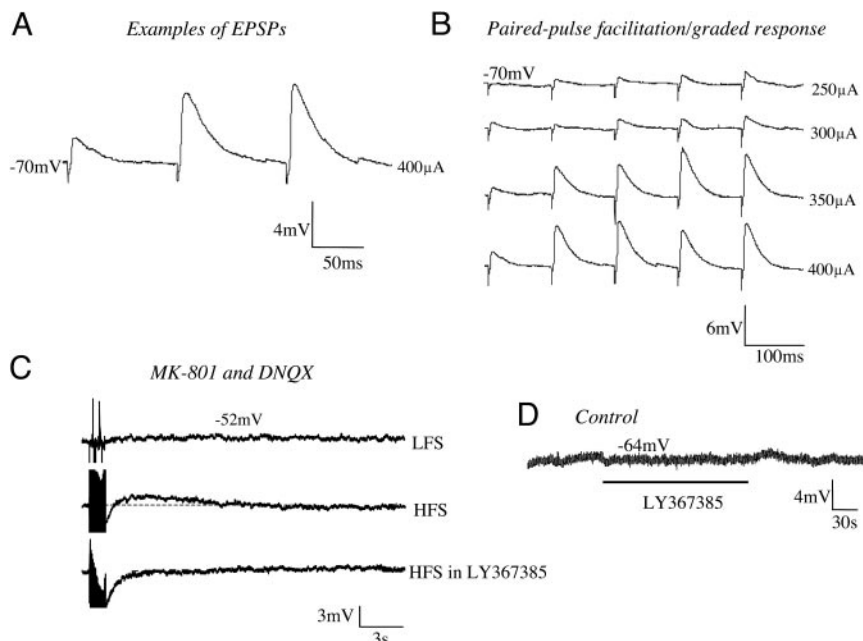 A
Examples of EPSPs
-70mV
400µA
4mV
50ms
B
Paired-pulse facilitation/graded response
-70mV
250µA
300µA
350µA
400µA
6mV
100ms
C
MK-801 and DNQX
-52mV
LFS
HFS
HFS in LY367385
3mV
3s
D
Control
-64mV
LY367385
4mV
30s